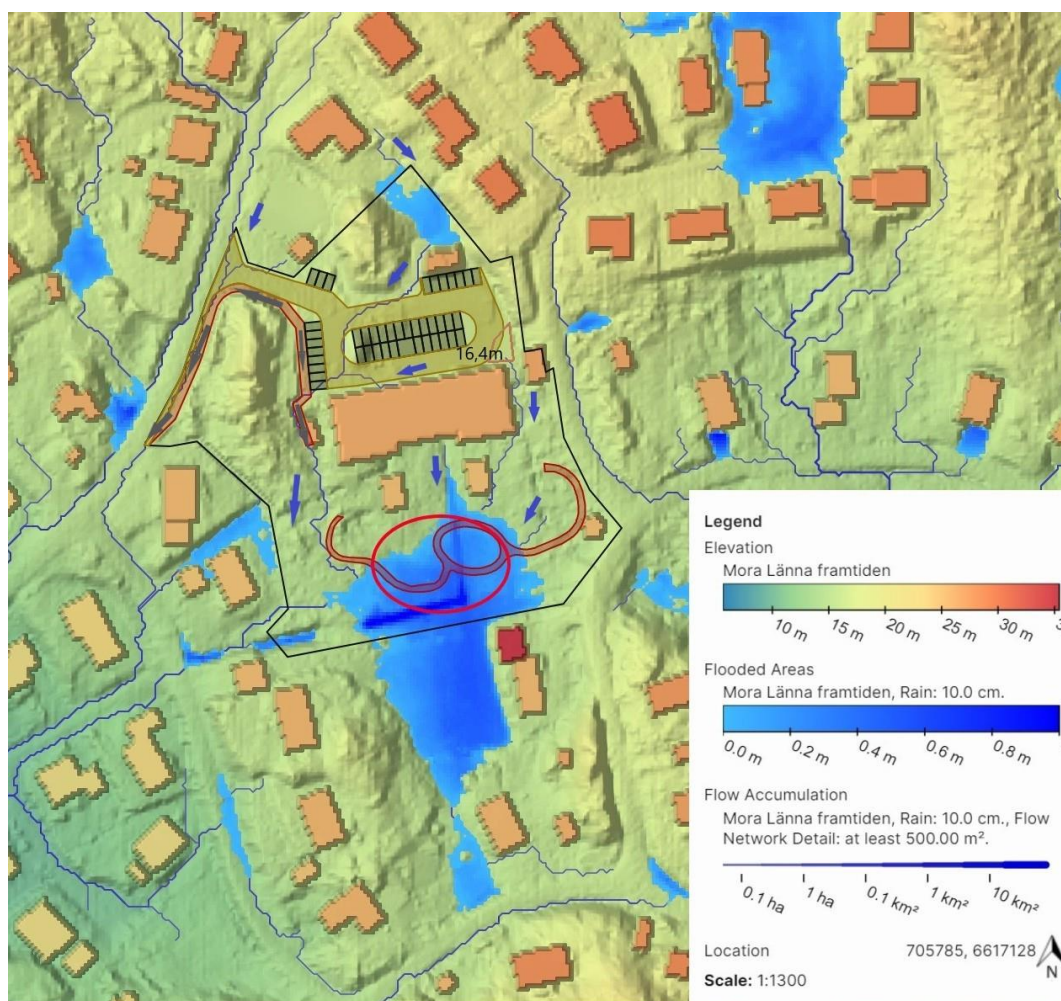 16,4m
Legend
Elevation
Mora Länna framtiden
10 m 15 m 20 m 25 m 30 m 3
Flooded Areas
Mora Länna framtiden, Rain: 10.0 cm.
0.0 m 0.2 m 0.4 m 0.6 m 0.8 m
Flow Accumulation
Mora Länna framtiden, Rain: 10.0 cm., Flow
Network Detail: at least 500.00 m².
0.1 ha 1 ha 0.1 km² 1 km² 10 km²
Location 705785, 6617128
Scale: 1:1300
N